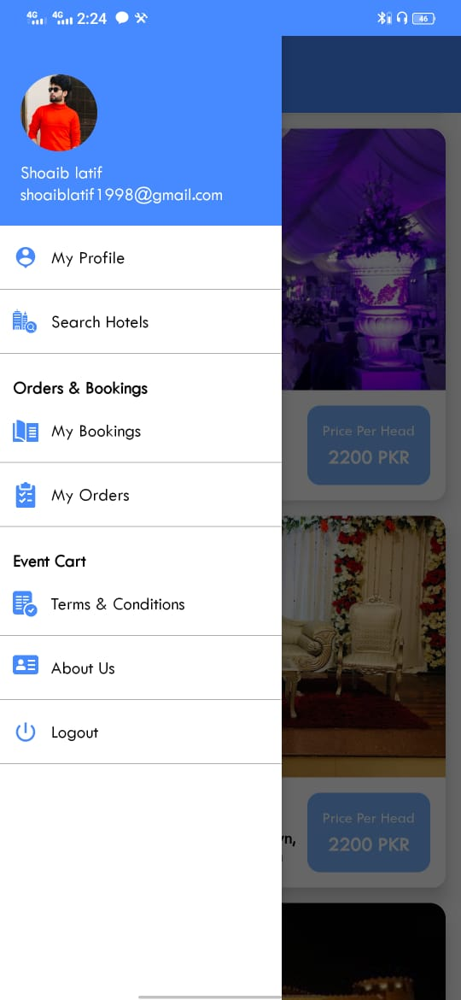 4G 4G 2:24 46
Shoaib latif
shoaiblatif1998@gmail.com
My Profile
Search Hotels
Orders & Bookings
My Bookings
My Orders
Event Cart
Terms & Conditions
About Us
Logout
Price Per Head
2200 PKR
Price Per Head
2200 PKR